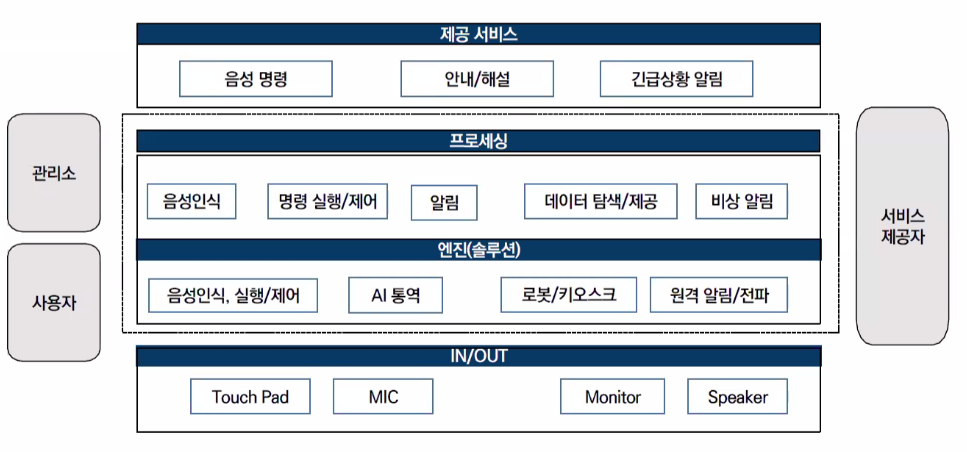 제공 서비스
음성 명령
안내/해설
긴급상황 알림
관리소
사용자
프로세싱
음성인식
명령 실행/제어
알림
데이터 탐색/제공
비상 알림
엔진(솔루션)
음성인식, 실행/제어
AI 통역
로봇/키오스크
원격 알림/전파
서비스
제공자
IN/OUT
Touch Pad
MIC
Monitor
Speaker